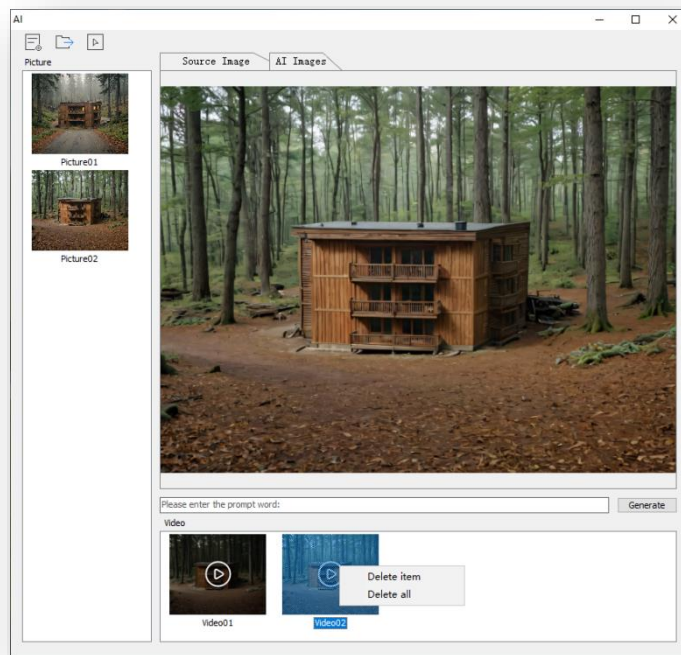 AI
Picture
Source Image
AI Images
Picture01
Picture02
Please enter the prompt word:
Generate
Video
Delete item
Delete all
Video01
Video02